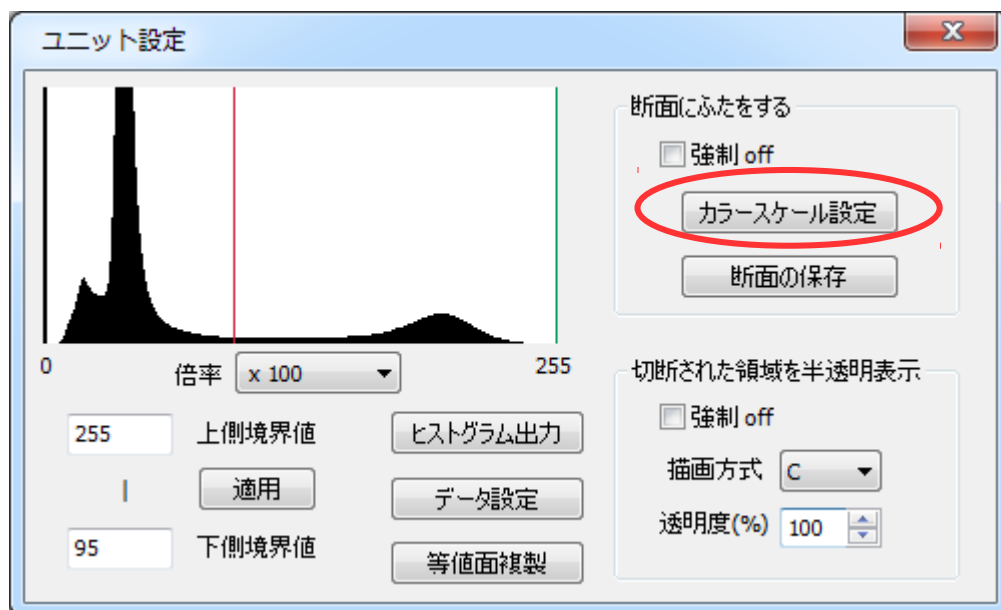 ユニット設定
0
255
倍率
x 100
255
上側境界値
適用
95
下側境界値
ヒストグラム出力
データ設定
等値面複製
断面にふたをする
強制 off
カラースケール設定
断面の保存
切断された領域を半透明表示
強制 off
描画方式
C
透明度(%)
100